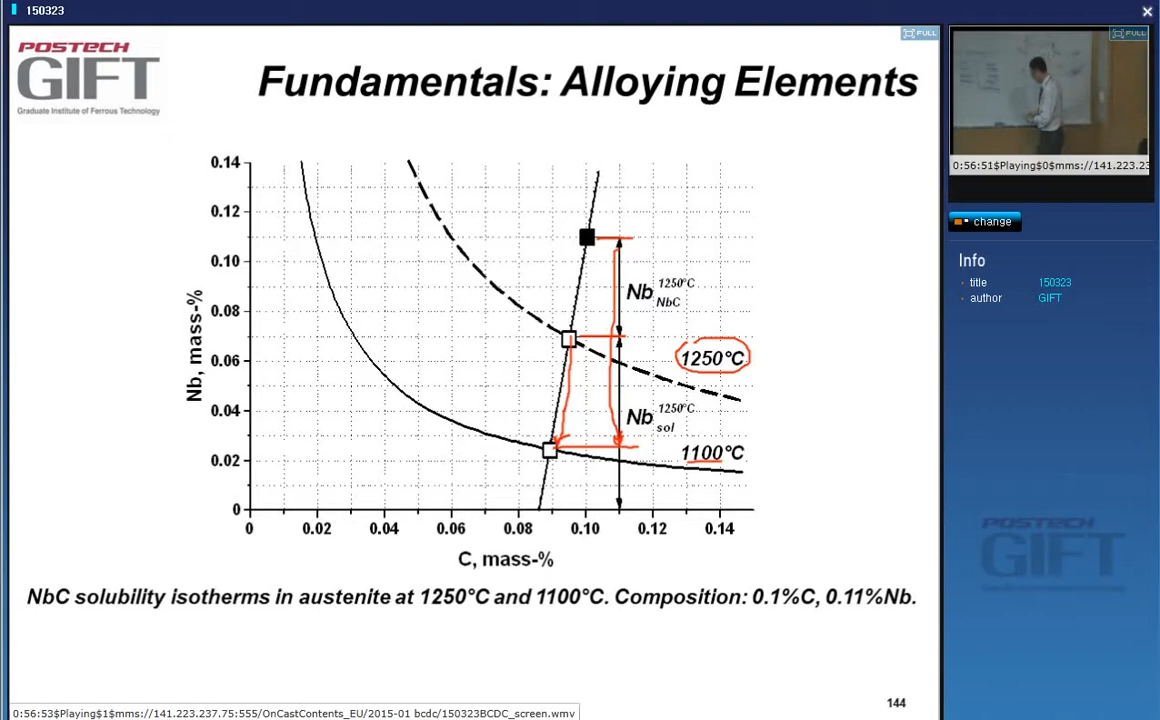 150323
POSTECH
GIFT
Graduate Institute of Ferrous Technology
Fundamentals: Alloying Elements
FULL
FULL
0:56:51$Playing$0$mms://141.223.23
change
Info
title 150323
author GIFT
0.14
0.12
0.10
0.08
0.06
0.04
0.02
0
Nb, mass-%
Nb 1250°C NbC
1250°C
Nb 1250°C sol
1100°C
0 0.02 0.04 0.06 0.08 0.10 0.12 0.14
C, mass-%
NbC solubility isotherms in austenite at 1250°C and 1100°C. Composition: 0.1%C, 0.11%Nb.
POSTECH
GIFT
144
0:56:53$Playing$1$mms://141.223.237.75:555/OnCastContents_EU/2015-01 bcdc/150323BCDC_screen.wmv